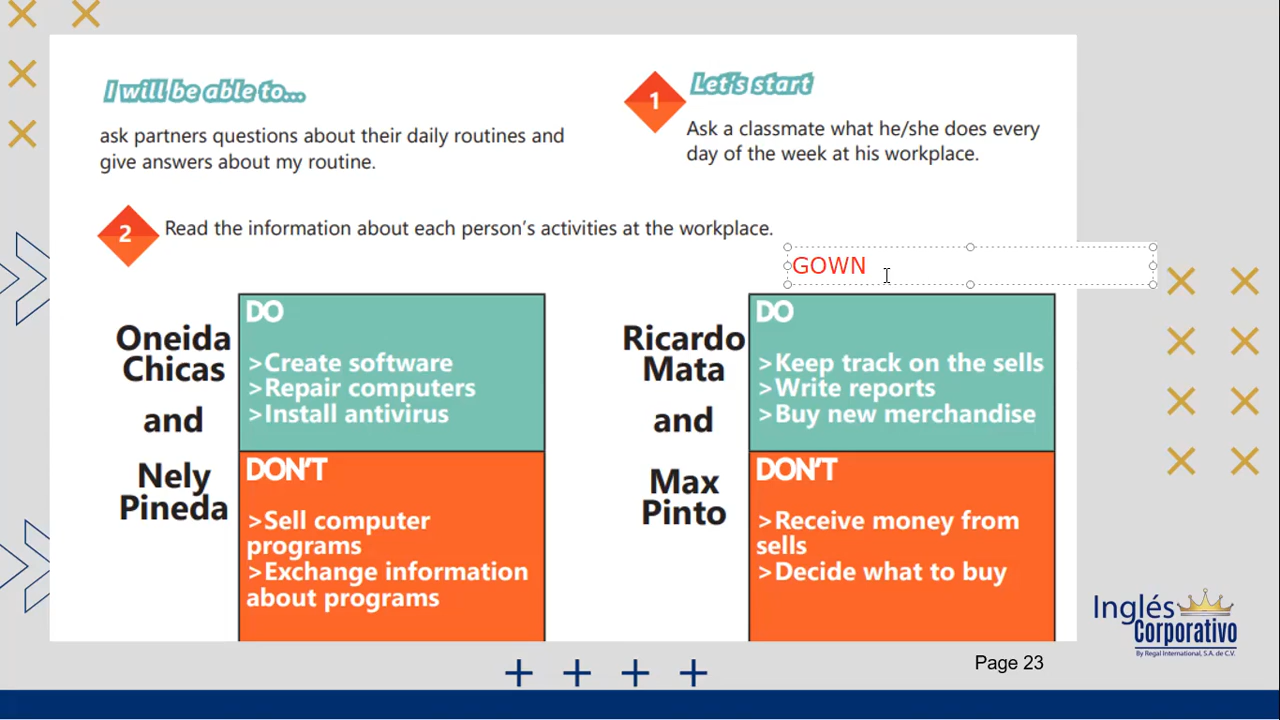 I will be able to...
ask partners questions about their daily routines and
give answers about my routine.
1
Let's start
Ask a classmate what he/she does every
day of the week at his workplace.
2
Read the information about each person's activities at the workplace.
GOWN
Oneida
Chicas
and
Nely
Pineda
DO
>Create software
>Repair computers
>Install antivirus
DON'T
>Sell computer
programs
>Exchange information
about programs
Ricardo
Mata
and
Max
Pinto
DO
>Keep track on the sells
>Write reports
>Buy new merchandise
DON'T
>Receive money from
sells
>Decide what to buy
Inglés
Corporativo
By Regal International, S.A. de C.V.
Page 23